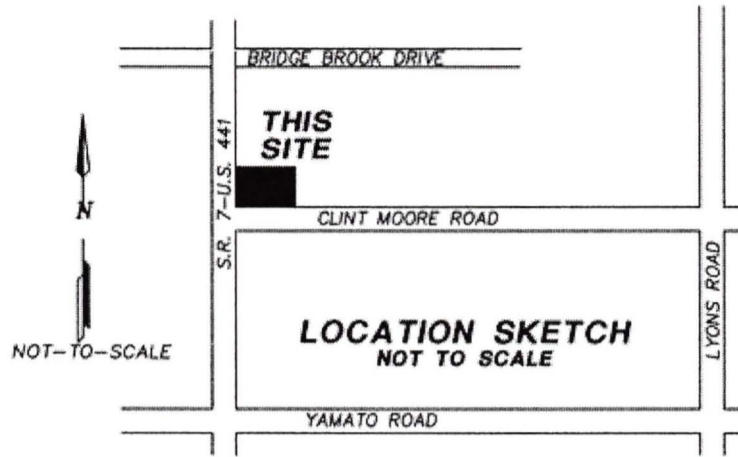 BRIDGE BROOK DRIVE
THIS
SITE
S.R. 7-U.S. 441
N
CLINT MOORE ROAD
LYONS ROAD
LOCATION SKETCH
NOT TO SCALE
NOT-TO-SCALE
YAMATO ROAD